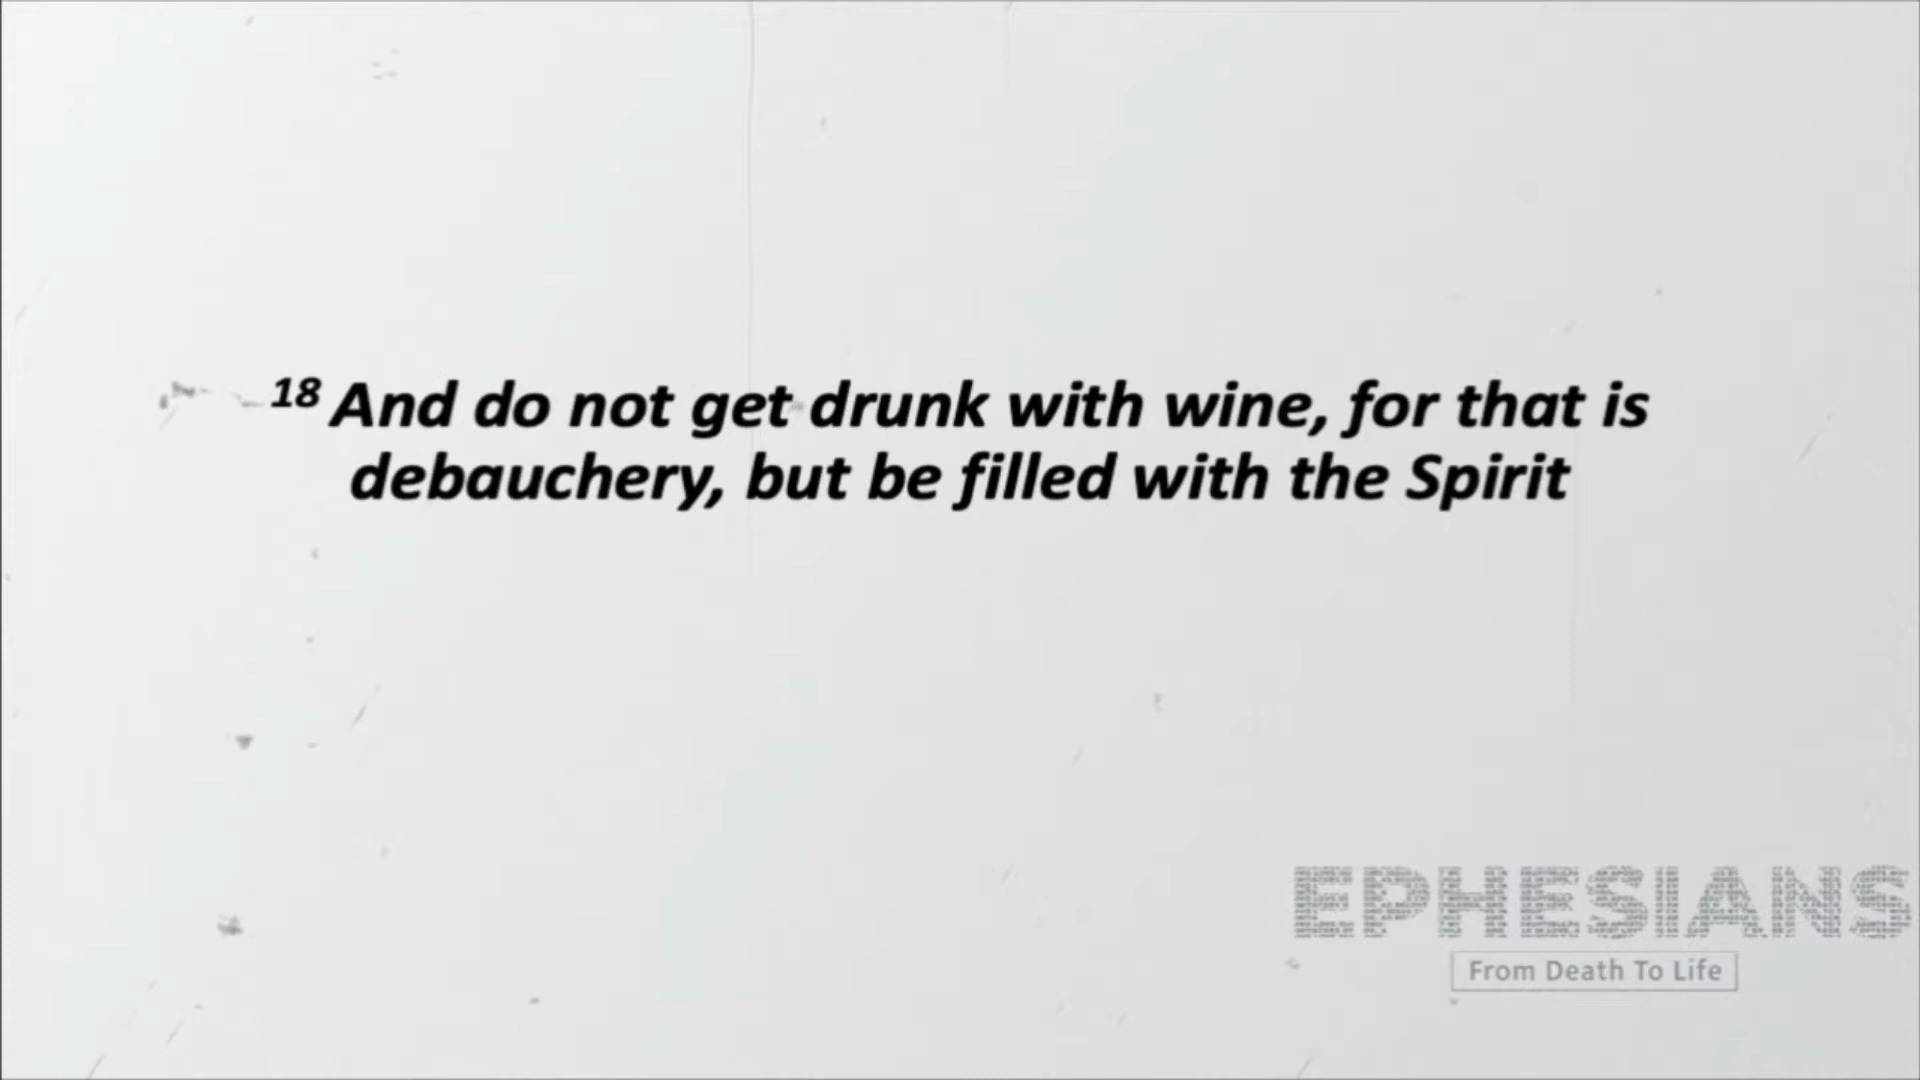 18 And do not get drunk with wine, for that is
debauchery, but be filled with the Spirit
EPHESIANS
From Death To Life